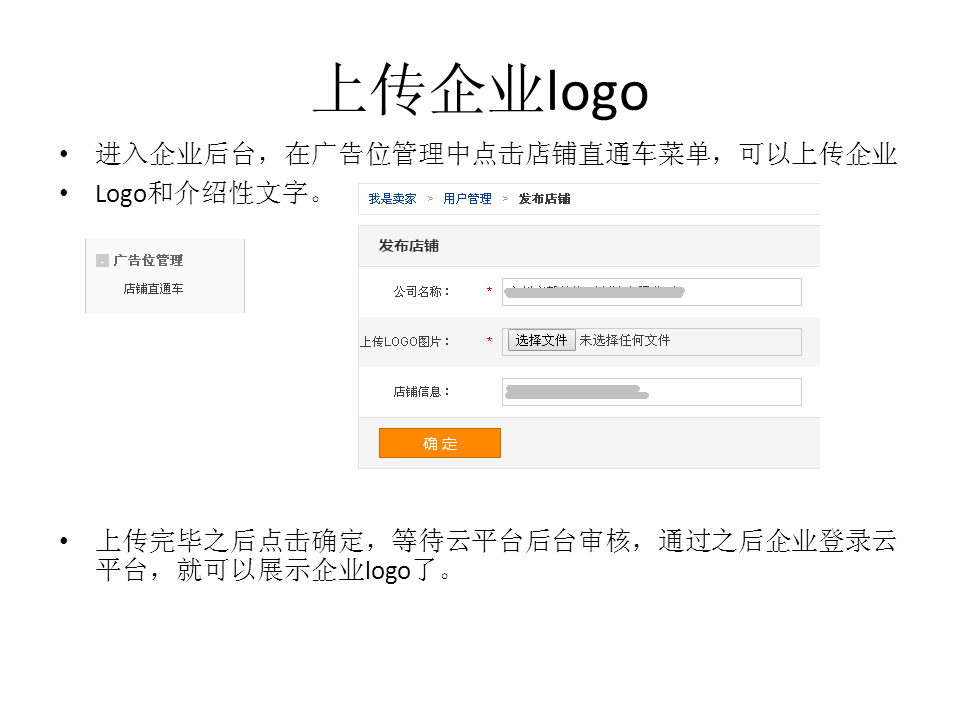 上传企业logo
• 进入企业后台，在广告位管理中点击店铺直通车菜单，可以上传企业
• Logo和介绍性文字。
我是卖家 > 用户管理 > 发布店铺
- 广告位管理
店铺直通车
发布店铺
公司名称： *
上传LOGO图片： * 选择文件 未选择任何文件
店铺信息：
确 定
• 上传完毕之后点击确定，等待云平台后台审核，通过之后企业登录云
平台，就可以展示企业logo了。